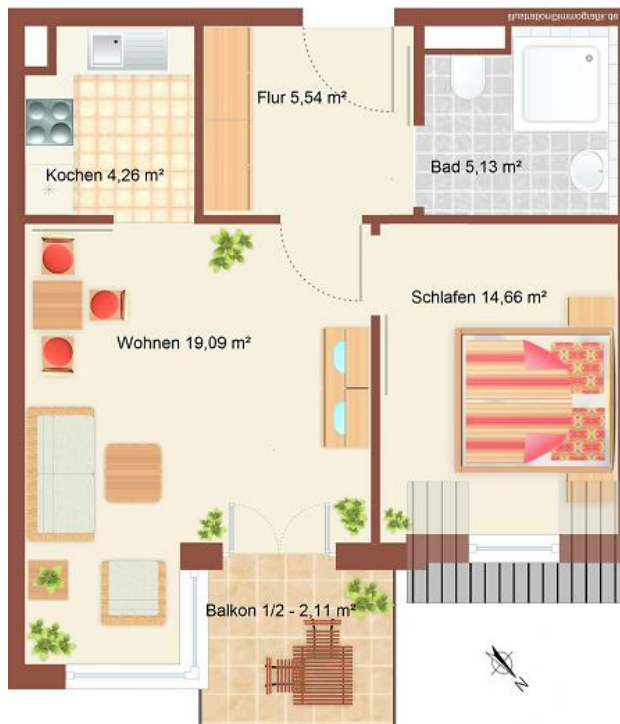 Flur 5,54 m²
Kochen 4,26 m²
Bad 5,13 m²
Schlafen 14,66 m²
Wohnen 19,09 m²
Balkon 1/2 - 2,11 m²
N